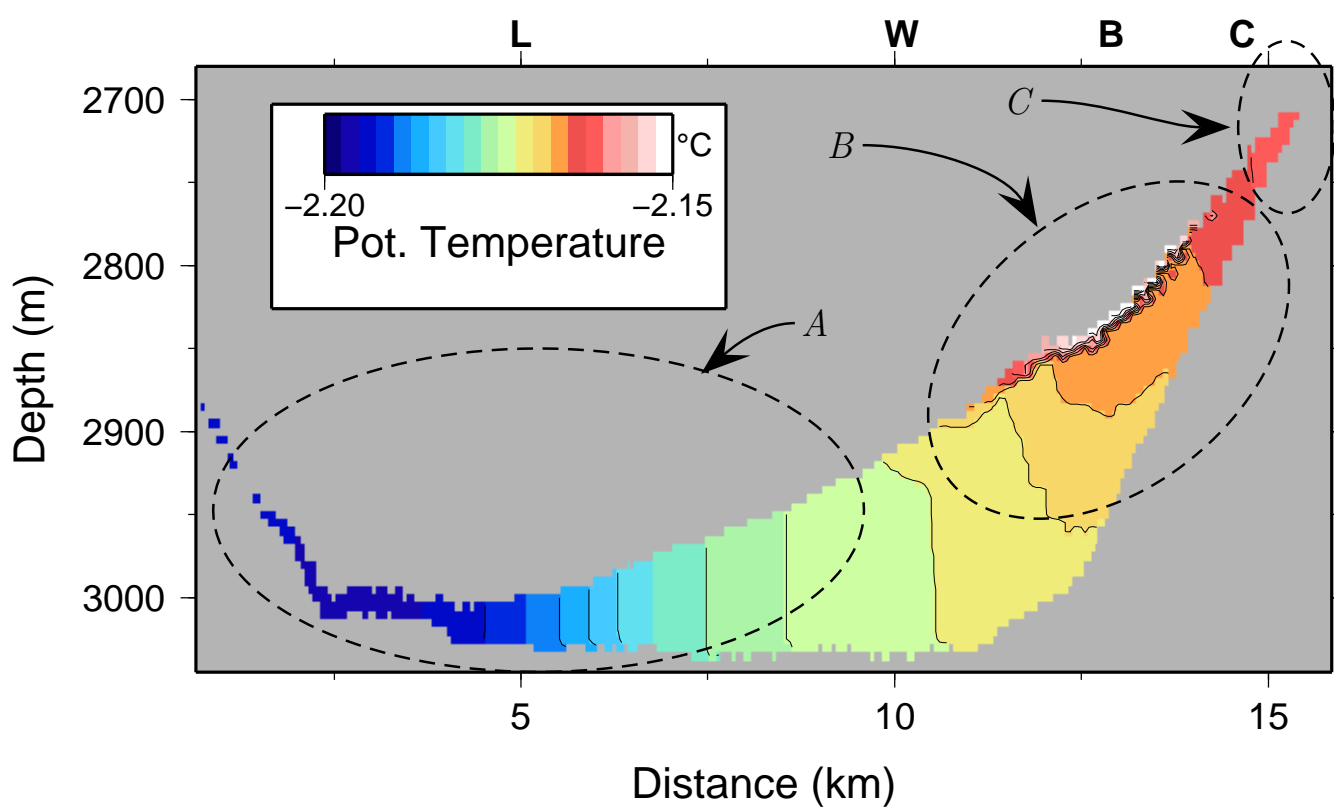 L W B C
2700
2800
2900
3000
Depth (m)
°C
−2.20 −2.15
Pot. Temperature
A
B
C
5 10 15
Distance (km)